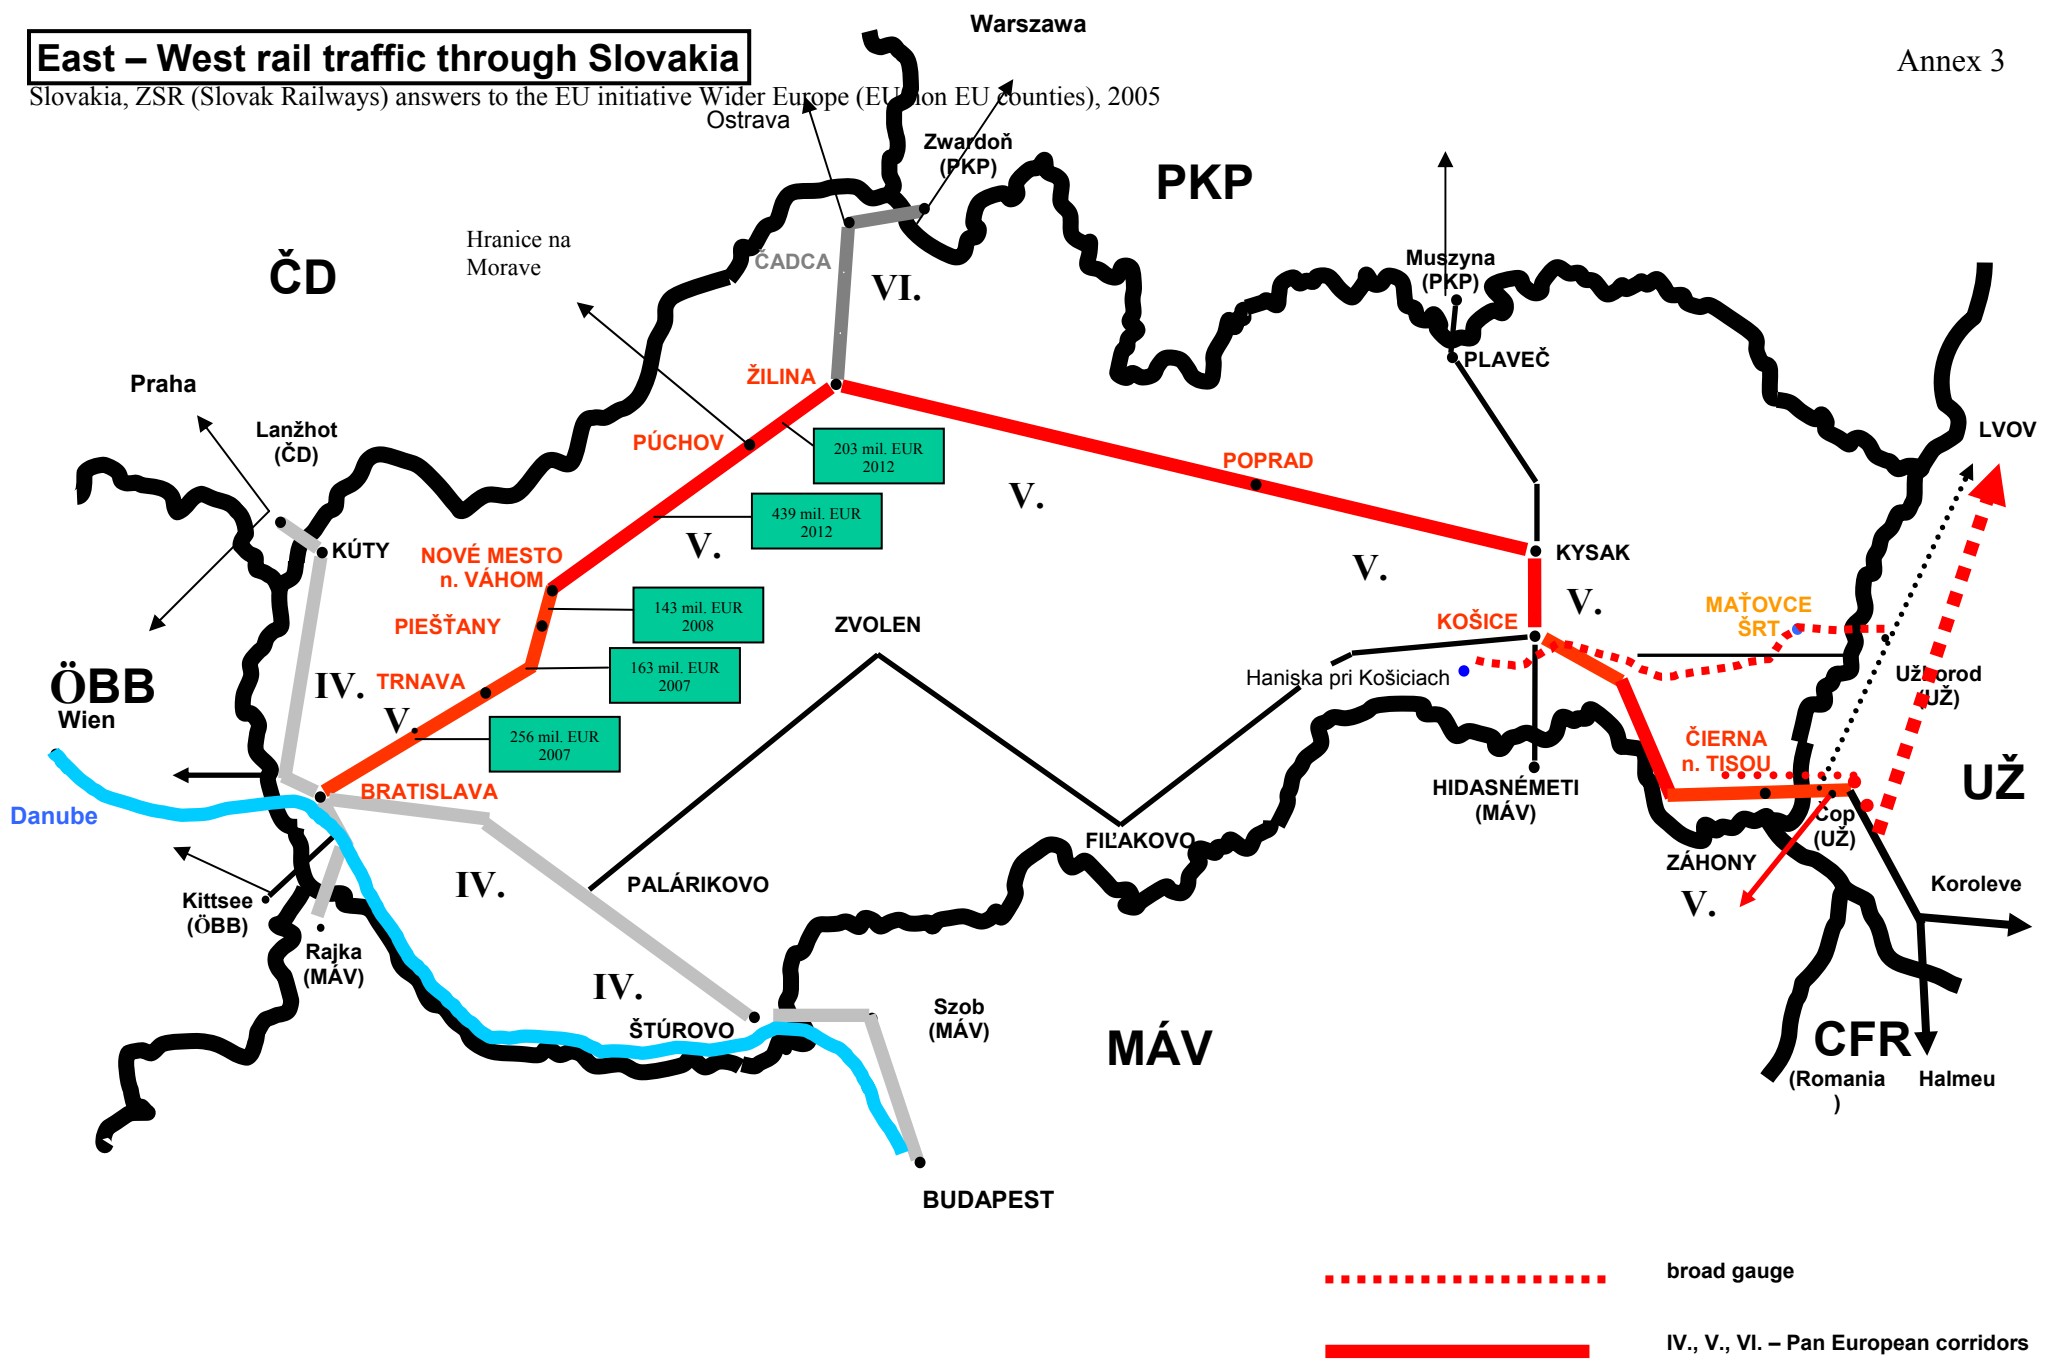 Warszawa
East – West rail traffic through Slovakia
Annex 3
Slovakia, ZSR (Slovak Railways) answers to the EU initiative Wider Europe (EU non EU counties), 2005
Ostrava
Zwardoň
(PKP)
PKP
Hranice na
Morave
ČADCA
ČD
VI.
Muszyna
(PKP)
PLAVEČ
ŽILINA
Praha
Lanžhot
(ČD)
PÚCHOV
203 mil. EUR
2012
POPRAD
LVOV
V.
439 mil. EUR
2012
V.
KÚTY
NOVÉ MESTO
n. VÁHOM
KYSAK
V.
V.
143 mil. EUR
2008
PIEŠŤANY
ZVOLEN
KOŠICE
MAŤOVCE
ŠRT
163 mil. EUR
2007
TRNAVA
IV.
V.
Haniska pri Košiciach
Užhorod
(UŽ)
ÖBB
Wien
256 mil. EUR
2007
ČIERNA
n. TISOU
BRATISLAVA
HIDASNÉMETI
(MÁV)
UŽ
Danube
Čop
(UŽ)
FIĽAKOVO
ZÁHONY
IV.
PALÁRIKOVO
V.
Koroleve
Kittsee
(ÖBB)
Rajka
(MÁV)
IV.
ŠTÚROVO
Szob
(MÁV)
MÁV
CFR
(Romania
)
Halmeu
BUDAPEST
broad gauge
IV., V., VI. – Pan European corridors